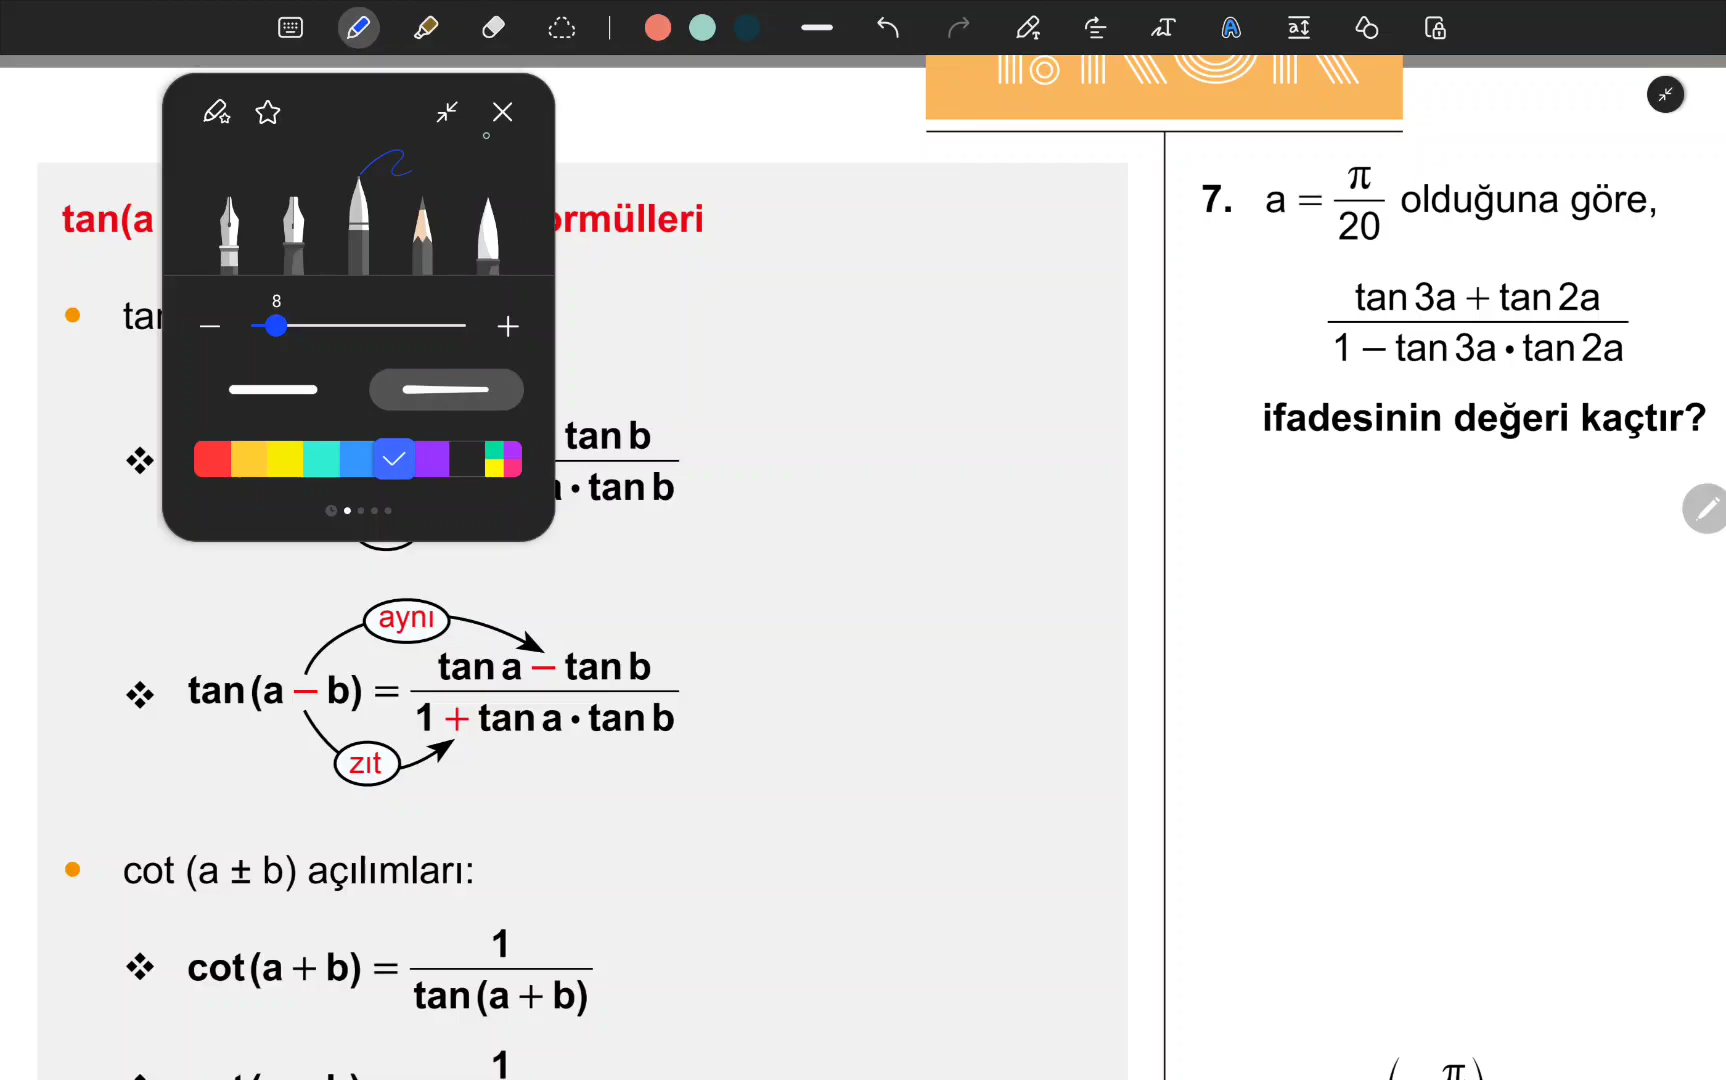 tan(a
ormülleri
8
tan b
· tan b
aynı
tan(a − b) = tan a − tan b
1 + tan a · tan b
zıt
cot (a ± b) açılımları:
cot(a + b) = 1
tan(a + b)
1
7. a = π/20 olduğuna göre,
tan 3a + tan 2a
1 − tan 3a · tan 2a
ifadesinin değeri kaçtır?
π